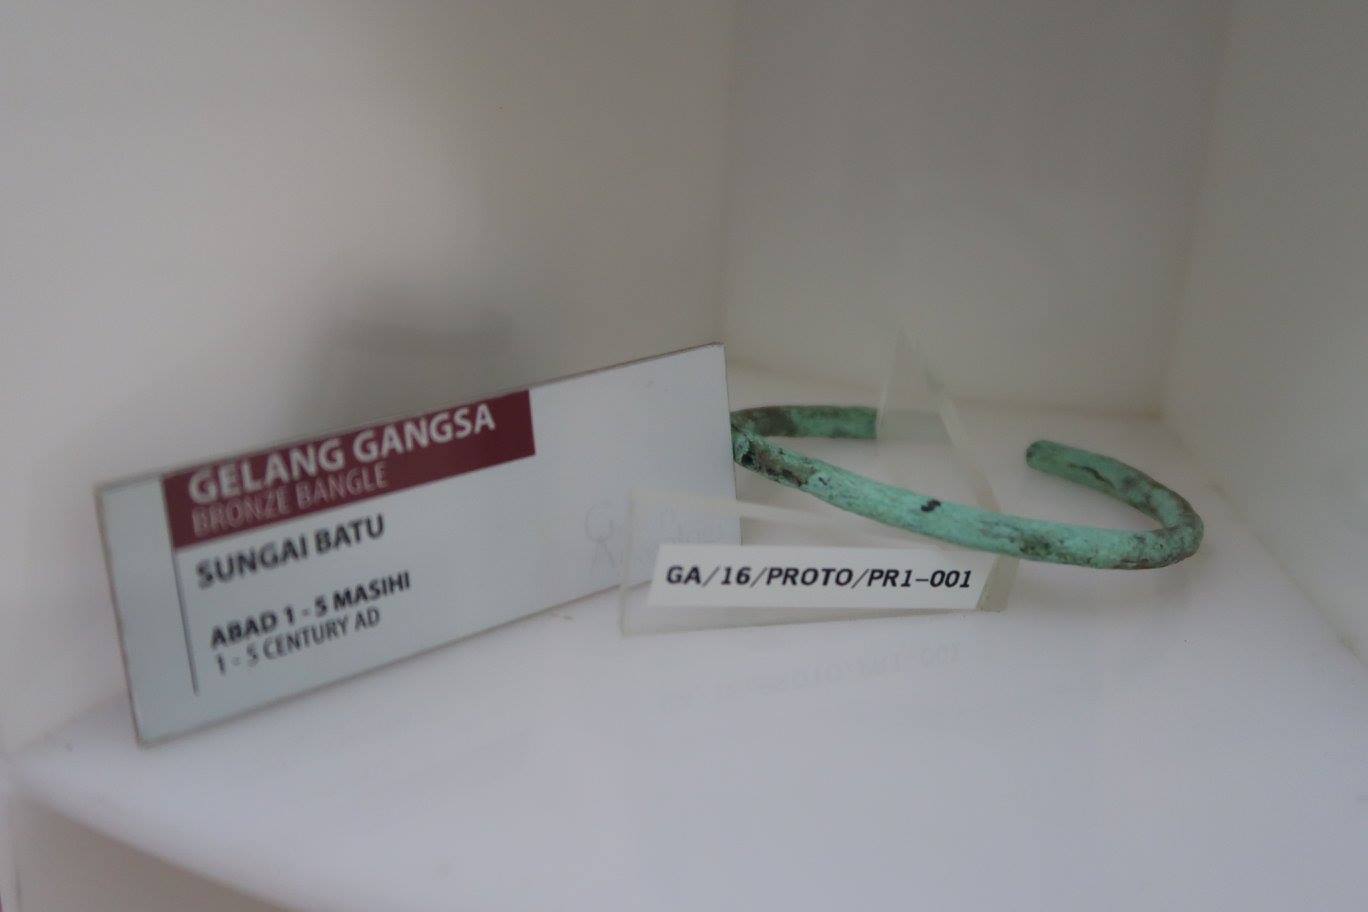 GELANG GANGSA
BRONZE BANGLE
SUNGAI BATU
ABAD 1 - 5 MASIHI
1 - 5 CENTURY AD
GA/16/PROTO/PR1-001